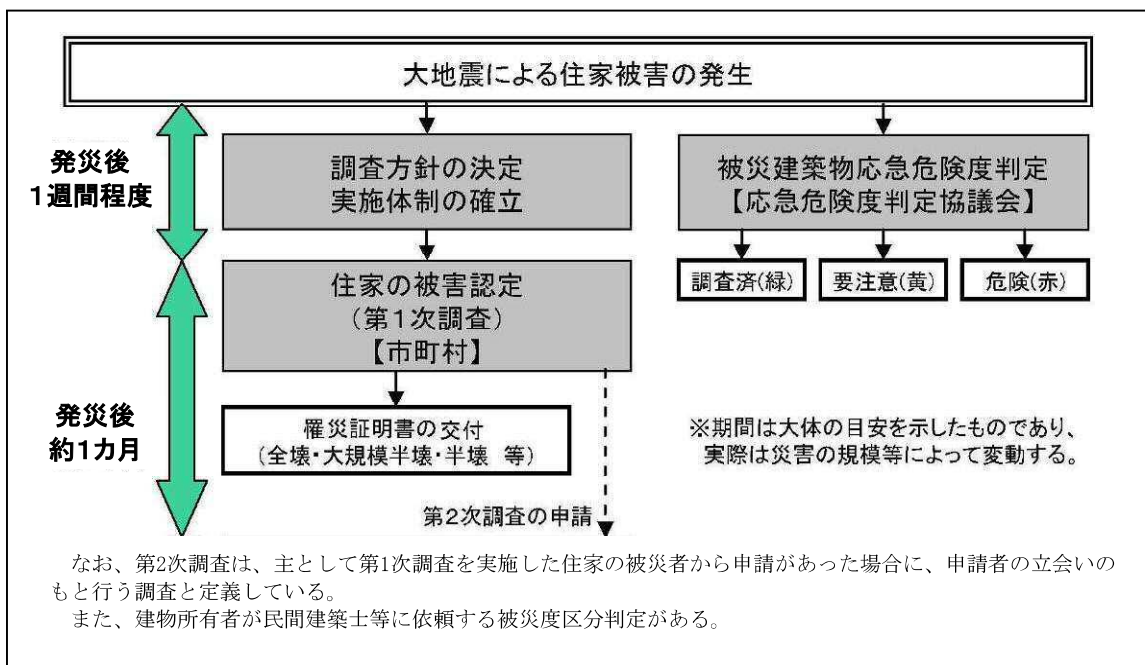 大地震による住家被害の発生
発災後
1週間程度
調査方針の決定
実施体制の確立
被災建築物応急危険度判定
【応急危険度判定協議会】
調査済(緑)
要注意(黄)
危険(赤)
住家の被害認定
(第1次調査)
【市町村】
発災後
約1カ月
罹災証明書の交付
(全壊・大規模半壊・半壊 等)
※期間は大体の目安を示したものであり、
実際は災害の規模等によって変動する。
第2次調査の申請
なお、第2次調査は、主として第1次調査を実施した住家の被災者から申請があった場合に、申請者の立会いの
もと行う調査と定義している。
また、建物所有者が民間建築士等に依頼する被災度区分判定がある。